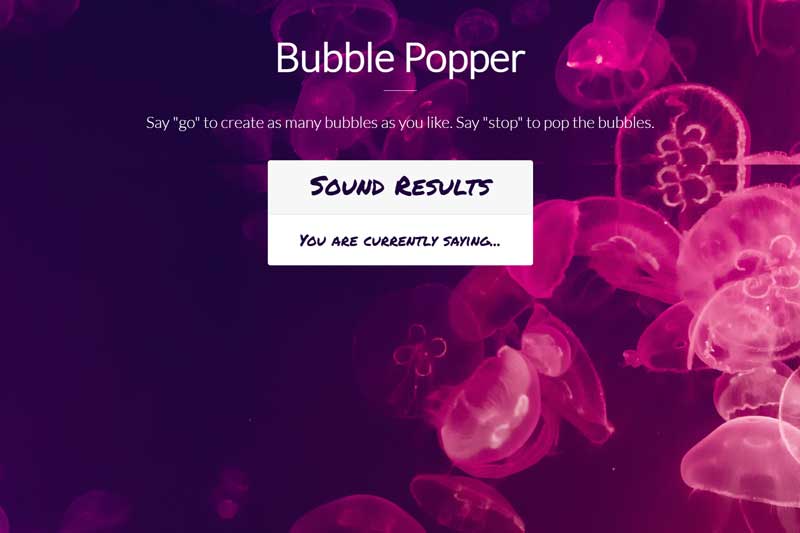 Bubble Popper
Say "go" to create as many bubbles as you like. Say "stop" to pop the bubbles.
Sound Results
You are currently saying...